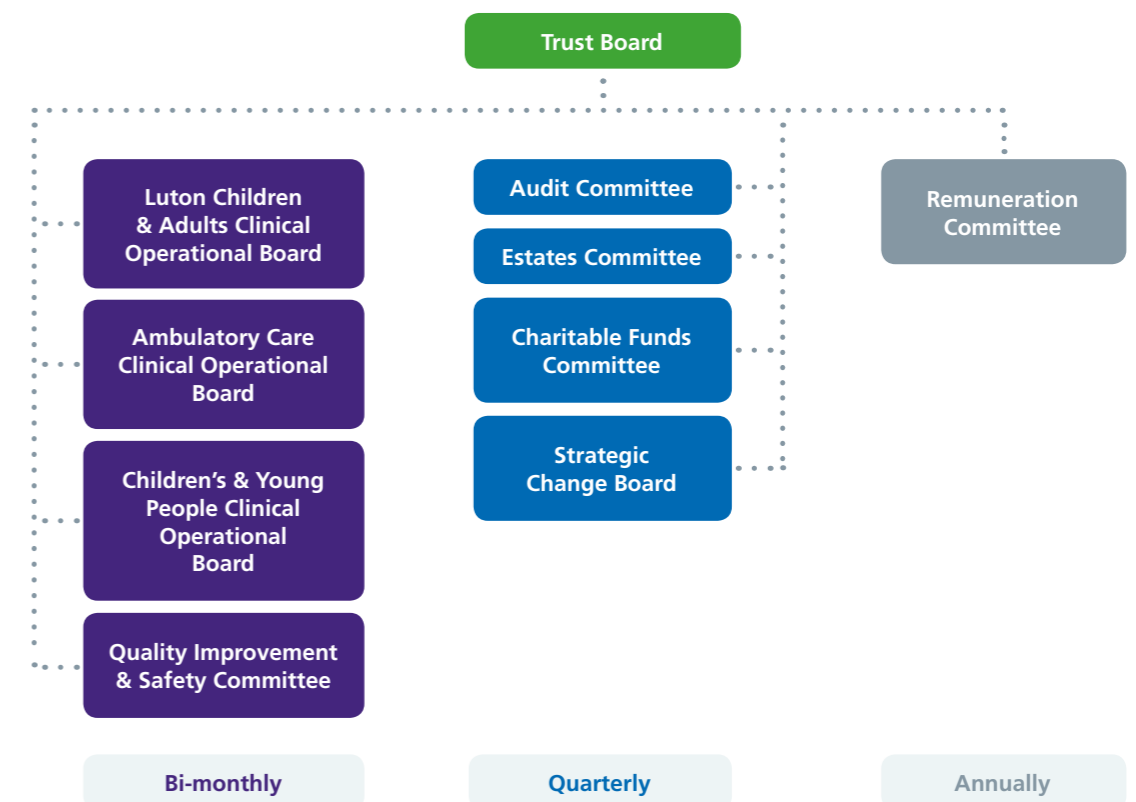 Trust Board
Luton Children
& Adults Clinical
Operational Board
Ambulatory Care
Clinical Operational
Board
Children’s & Young
People Clinical
Operational
Board
Quality Improvement
& Safety Committee
Bi-monthly
Audit Committee
Estates Committee
Charitable Funds
Committee
Strategic
Change Board
Quarterly
Remuneration
Committee
Annually